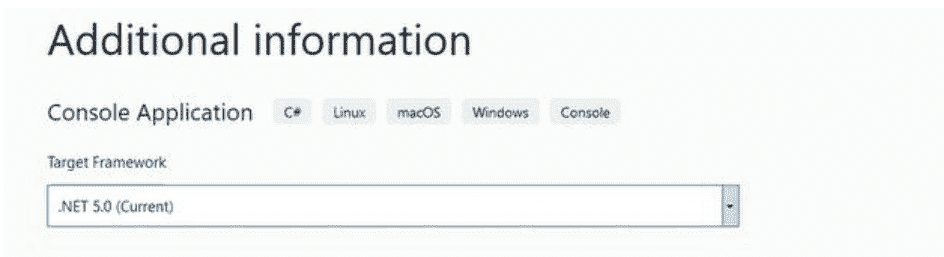 Additional information
Console Application C# Linux macOS Windows Console
Target Framework
.NET 5.0 (Current)